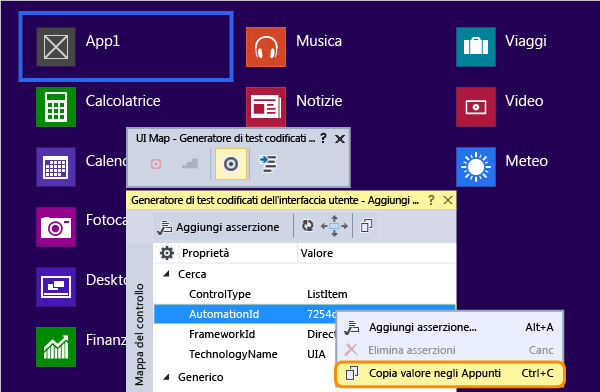 App1
Musica
Viaggi
Calcolatrice
Notizie
Video
UI Map - Generatore di test codificati ... ? ✕
Calend
Meteo
Generatore di test codificati dell'interfaccia utente - Aggiungi ... ? ✕
Fotoca
Aggiungi asserzione
Proprietà Valore
Cerca
Deskto
ControlType ListItem
AutomationId 7254c
Aggiungi asserzione... Alt+A
FrameworkId Direct
Finanz
Elimina asserzioni Canc
TechnologyName UIA
Generico
Copia valore negli Appunti Ctrl+C
Mappa del controllo